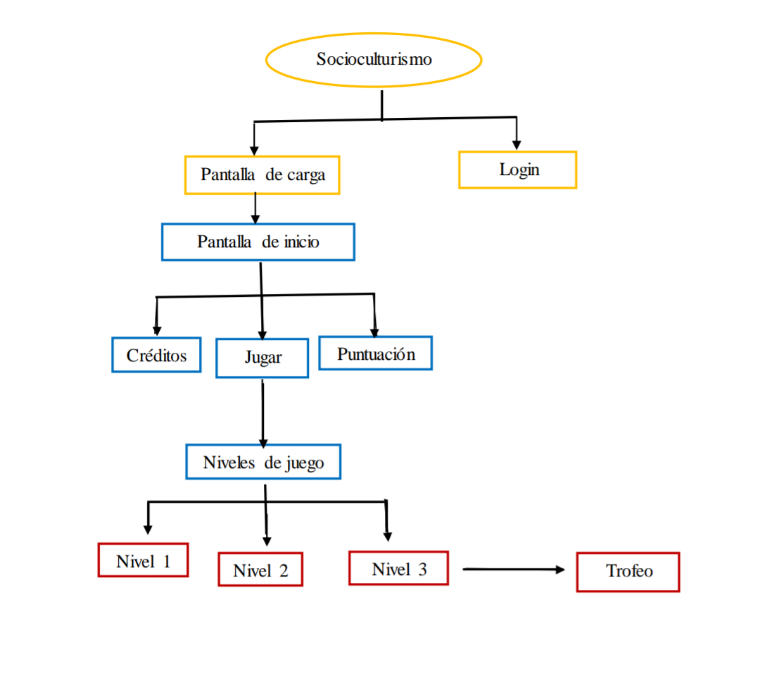 Socioculturismo
Pantalla de carga
Login
Pantalla de inicio
Créditos
Jugar
Puntuación
Niveles de juego
Nivel 1
Nivel 2
Nivel 3
Trofeo